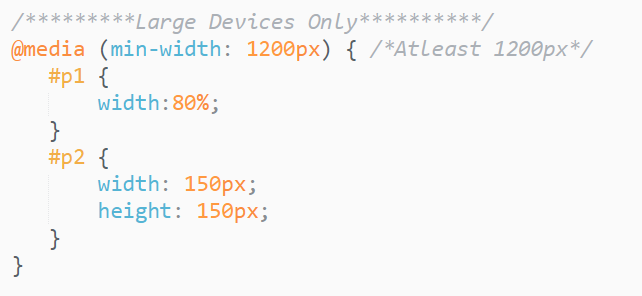 /*********Large Devices Only**********/
@media (min-width: 1200px) { /*Atleast 1200px*/
   #p1 {
       width:80%;
   }
   #p2 {
       width: 150px;
       height: 150px;
   }
}